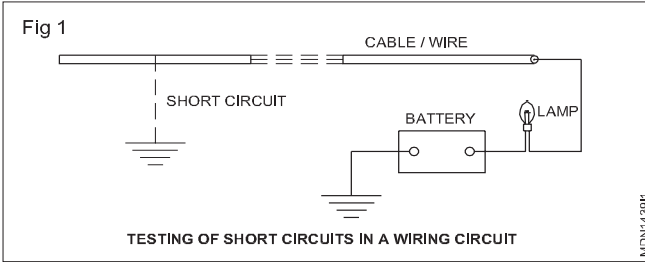 Fig 1
CABLE / WIRE
SHORT CIRCUIT
BATTERY
LAMP
TESTING OF SHORT CIRCUITS IN A WIRING CIRCUIT